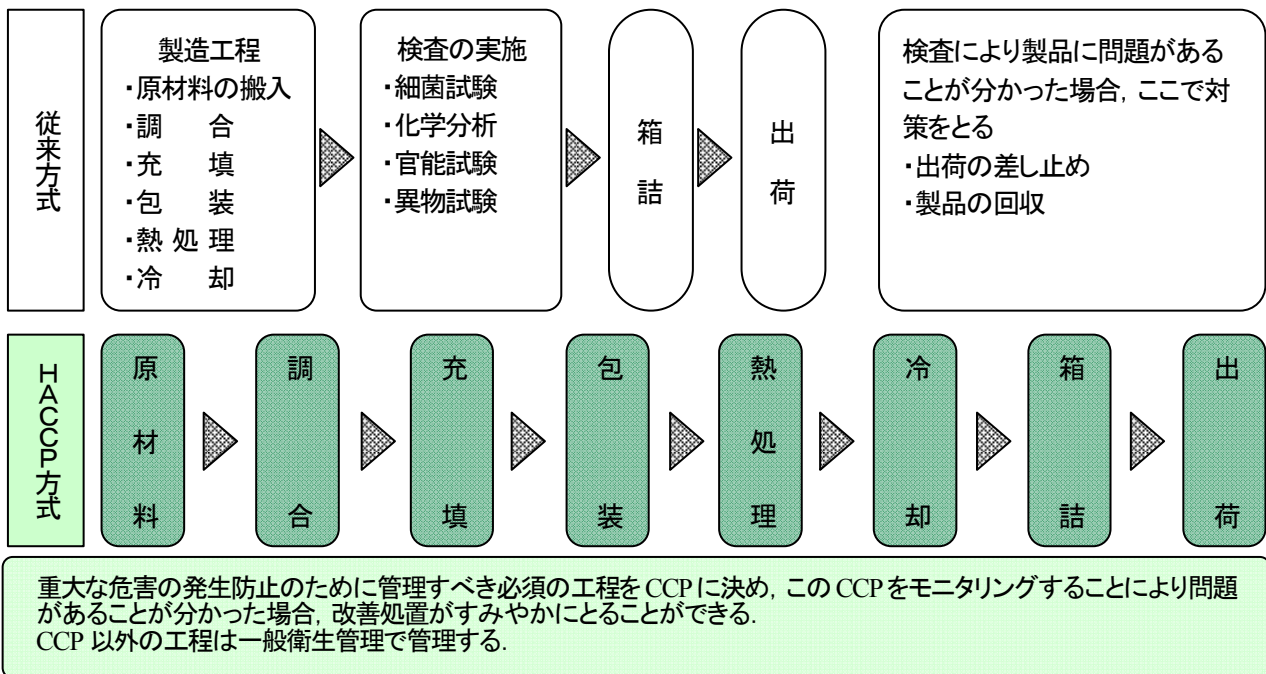 従来方式
製造工程
・原材料の搬入
・調　　合
・充　　填
・包　　装
・熱 処 理
・冷　　却
検査の実施
・細菌試験
・化学分析
・官能試験
・異物試験
箱詰
出荷
検査により製品に問題がある
ことが分かった場合, ここで対
策をとる
・出荷の差し止め
・製品の回収
HACCP方式
原材料
調合
充填
包装
熱処理
冷却
箱詰
出荷
重大な危害の発生防止のために管理すべき必須の工程を CCP に決め, この CCP をモニタリングすることにより問題
があることが分かった場合, 改善処置がすみやかにとることができる.
CCP 以外の工程は一般衛生管理で管理する.